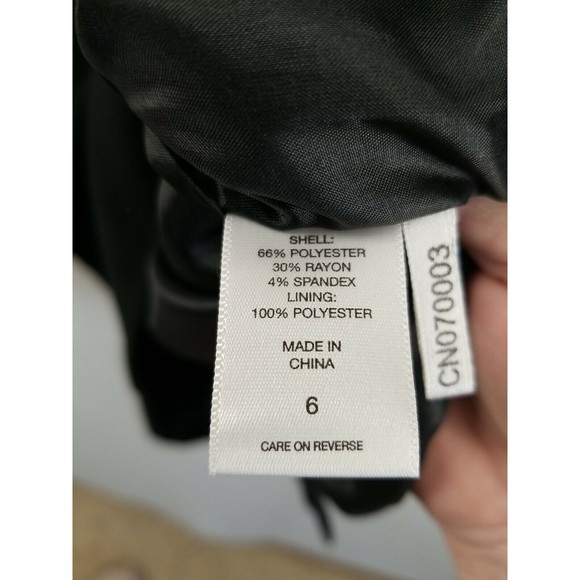 SHELL:
66% POLYESTER
30% RAYON
4% SPANDEX
LINING:
100% POLYESTER
MADE IN
CHINA
6
CARE ON REVERSE
CN070003